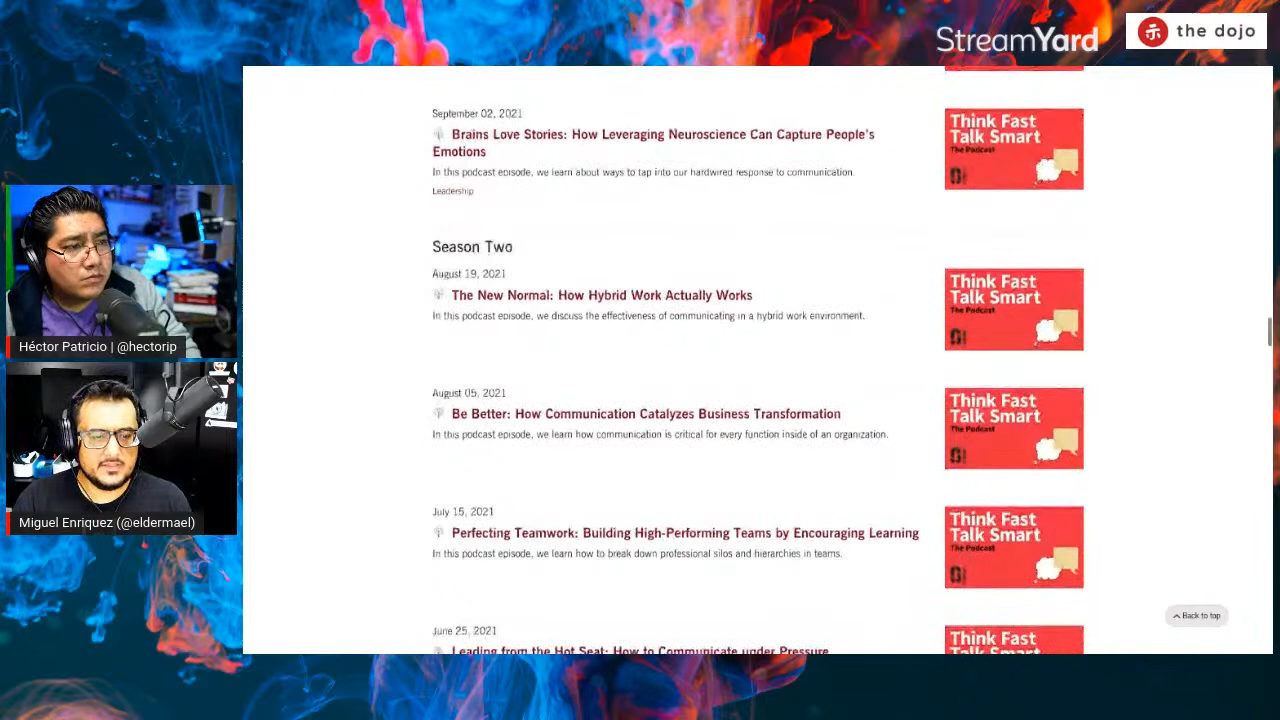 StreamYard
the dojo
September 02, 2021
Brains Love Stories: How Leveraging Neuroscience Can Capture People's
Emotions
In this podcast episode, we learn about ways to tap into our hardwired response to communication.
Leadership
Think Fast
Talk Smart
The Podcast
Season Two
August 19, 2021
The New Normal: How Hybrid Work Actually Works
In this podcast episode, we discuss the effectiveness of communicating in a hybrid work environment.
Think Fast
Talk Smart
The Podcast
August 05, 2021
Be Better: How Communication Catalyzes Business Transformation
In this podcast episode, we learn how communication is critical for every function inside of an organization.
Think Fast
Talk Smart
The Podcast
July 15, 2021
Perfecting Teamwork: Building High-Performing Teams by Encouraging Learning
In this podcast episode, we learn how to break down professional silos and hierarchies in teams.
Think Fast
Talk Smart
The Podcast
Back to top
June 25, 2021
Leading from the Hot Seat: How to Communicate under Pressure
Think Fast
Talk Smart
Héctor Patricio | @hectorip
Miguel Enriquez (@eldermael)